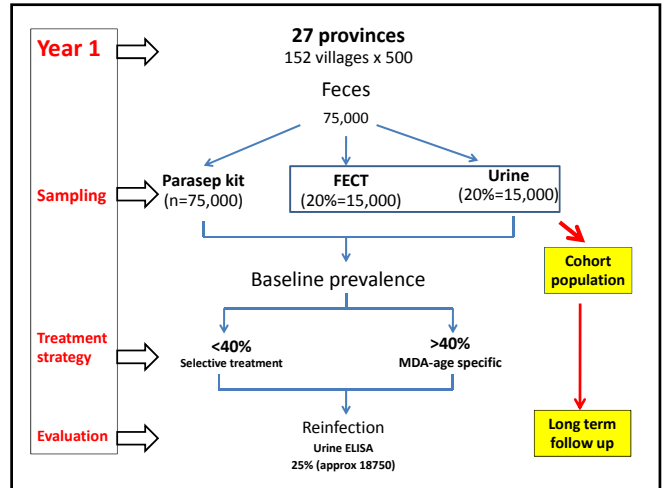 Year 1
27 provinces
152 villages x 500
Feces
75,000
Sampling
Parasep kit
(n=75,000)
FECT
(20%=15,000)
Urine
(20%=15,000)
Cohort
population
Baseline prevalence
Treatment
strategy
<40%
Selective treatment
>40%
MDA-age specific
Evaluation
Reinfection
Urine ELISA
25% (approx 18750)
Long term
follow up